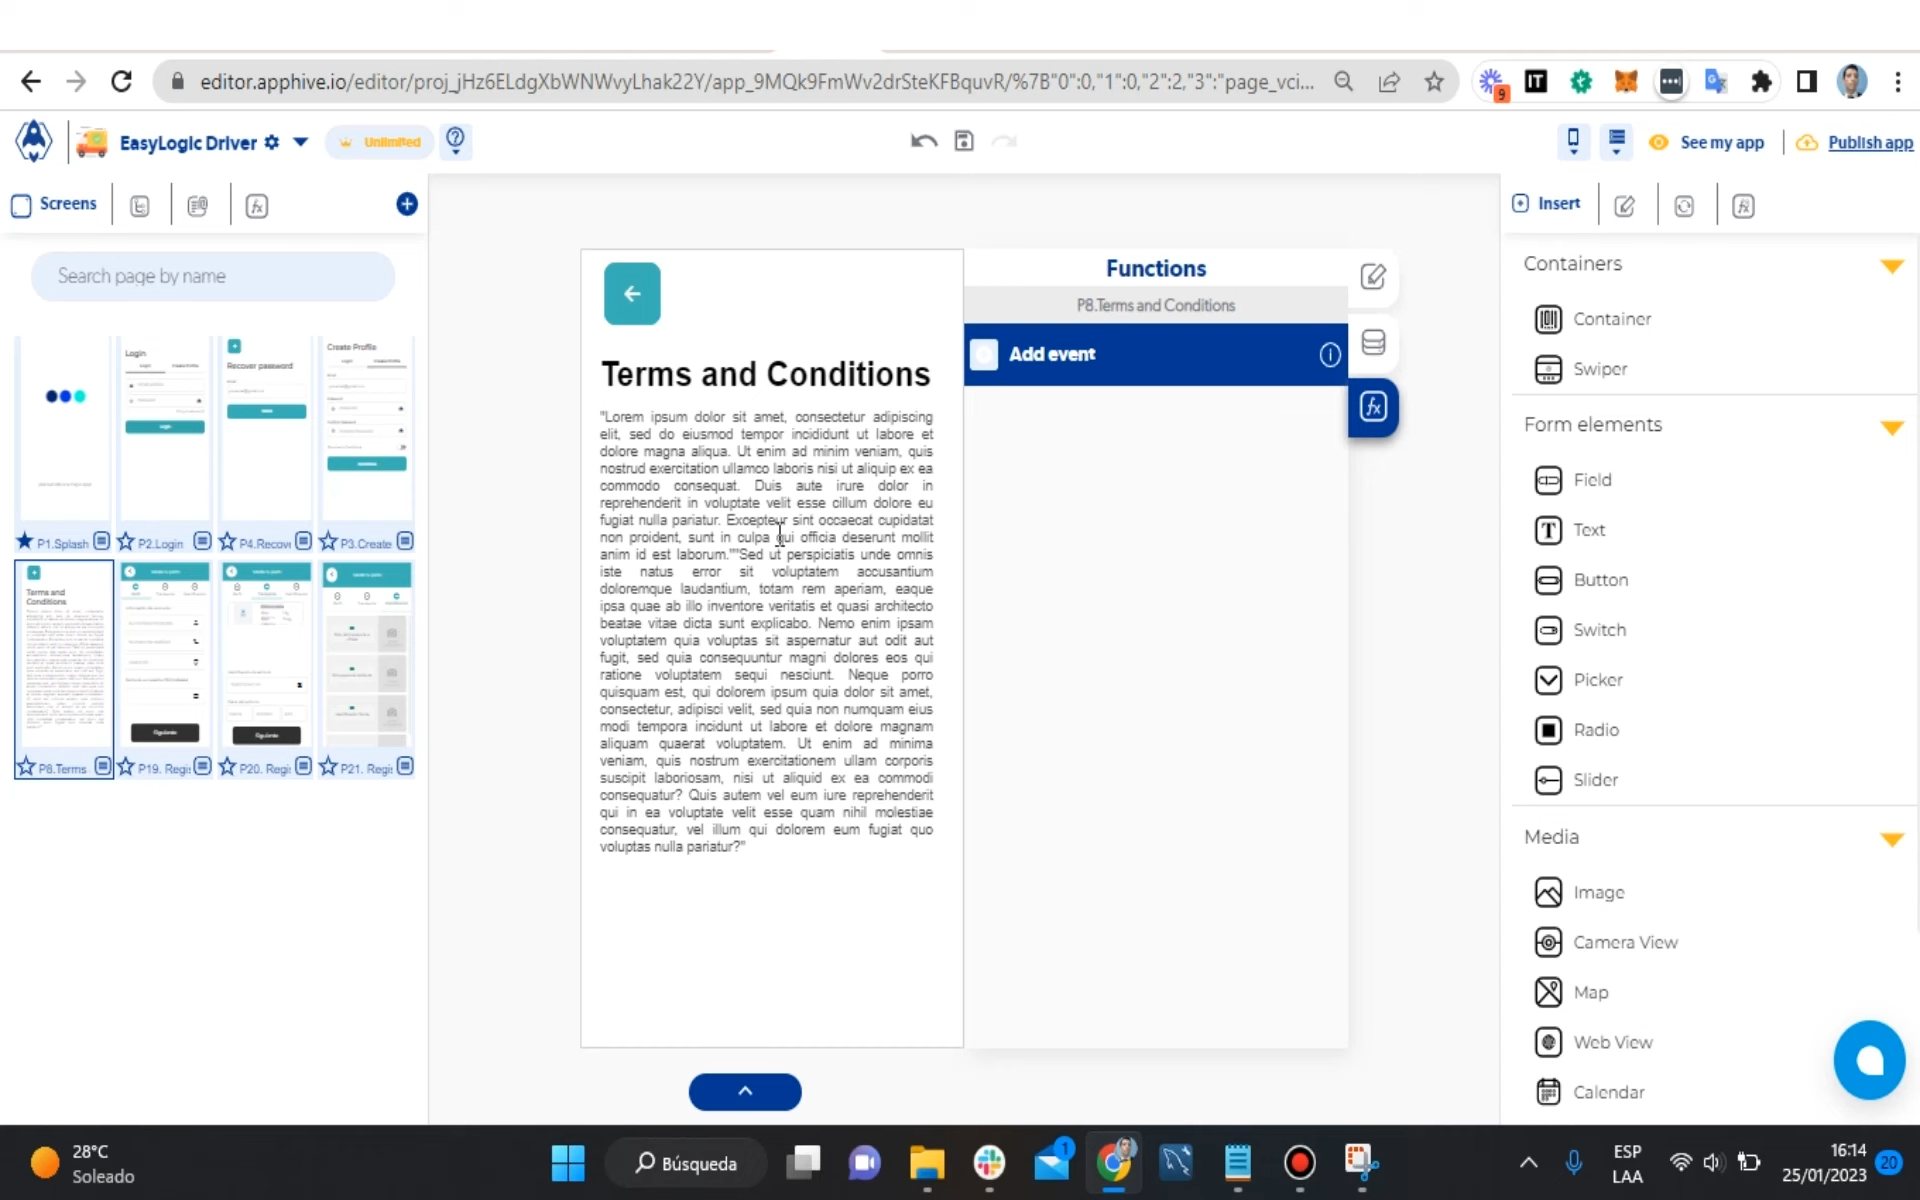 editor.apphive.io/editor/proj_jHz6ELdgXbWNWvyLhak22Y/app_9MQk9FmWv2drSteKFBquvR/%7B"0":0,"1":0,"2":2,"3":"page_vci...
9
EasyLogic Driver
Unlimited
See my app
Publish app
Screens
Search page by name
Login
Recover password
Create Profile
P1.Splash
P2.Login
P4.Recov
P3.Create
Terms and
Conditions
Siguiente
Siguiente
P8.Terms
P19. Regi
P20. Regi
P21. Regi
Terms and Conditions
"Lorem ipsum dolor sit amet, consectetur adipiscing
elit, sed do eiusmod tempor incididunt ut labore et
dolore magna aliqua. Ut enim ad minim veniam, quis
nostrud exercitation ullamco laboris nisi ut aliquip ex ea
commodo consequat. Duis aute irure dolor in
reprehenderit in voluptate velit esse cillum dolore eu
fugiat nulla pariatur. Excepteur sint occaecat cupidatat
non proident, sunt in culpa qui officia deserunt mollit
anim id est laborum.""Sed ut perspiciatis unde omnis
iste natus error sit voluptatem accusantium
doloremque laudantium, totam rem aperiam, eaque
ipsa quae ab illo inventore veritatis et quasi architecto
beatae vitae dicta sunt explicabo. Nemo enim ipsam
voluptatem quia voluptas sit aspernatur aut odit aut
fugit, sed quia consequuntur magni dolores eos qui
ratione voluptatem sequi nesciunt. Neque porro
quisquam est, qui dolorem ipsum quia dolor sit amet,
consectetur, adipisci velit, sed quia non numquam eius
modi tempora incidunt ut labore et dolore magnam
aliquam quaerat voluptatem. Ut enim ad minima
veniam, quis nostrum exercitationem ullam corporis
suscipit laboriosam, nisi ut aliquid ex ea commodi
consequatur? Quis autem vel eum iure reprehenderit
qui in ea voluptate velit esse quam nihil molestiae
consequatur, vel illum qui dolorem eum fugiat quo
voluptas nulla pariatur?"
Functions
P8.Terms and Conditions
Add event
Insert
Containers
Container
Swiper
Form elements
Field
Text
Button
Switch
Picker
Radio
Slider
Media
Image
Camera View
Map
Web View
Calendar
28°C
Soleado
Búsqueda
1
ESP
LAA
16:14
25/01/2023
20